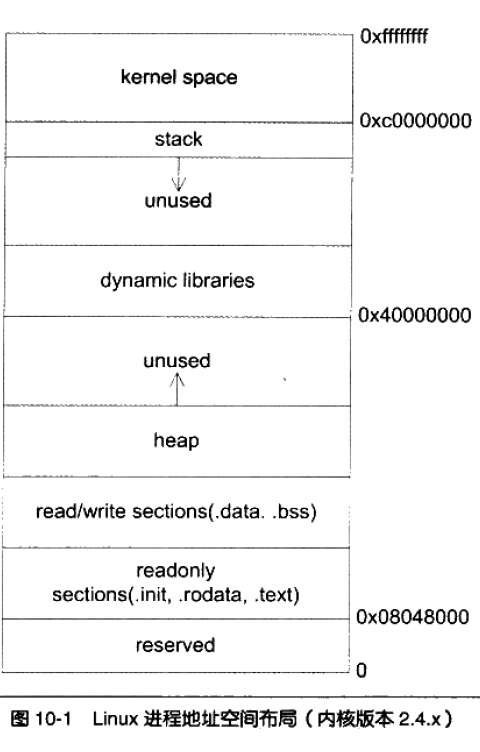 0xffffffff
kernel space
0xc0000000
stack
unused
dynamic libraries
0x40000000
unused
heap
read/write sections(.data. .bss)
readonly
sections(.init, .rodata, .text)
0x08048000
reserved
0
图 10-1 Linux 进程地址空间布局（内核版本 2.4.x）